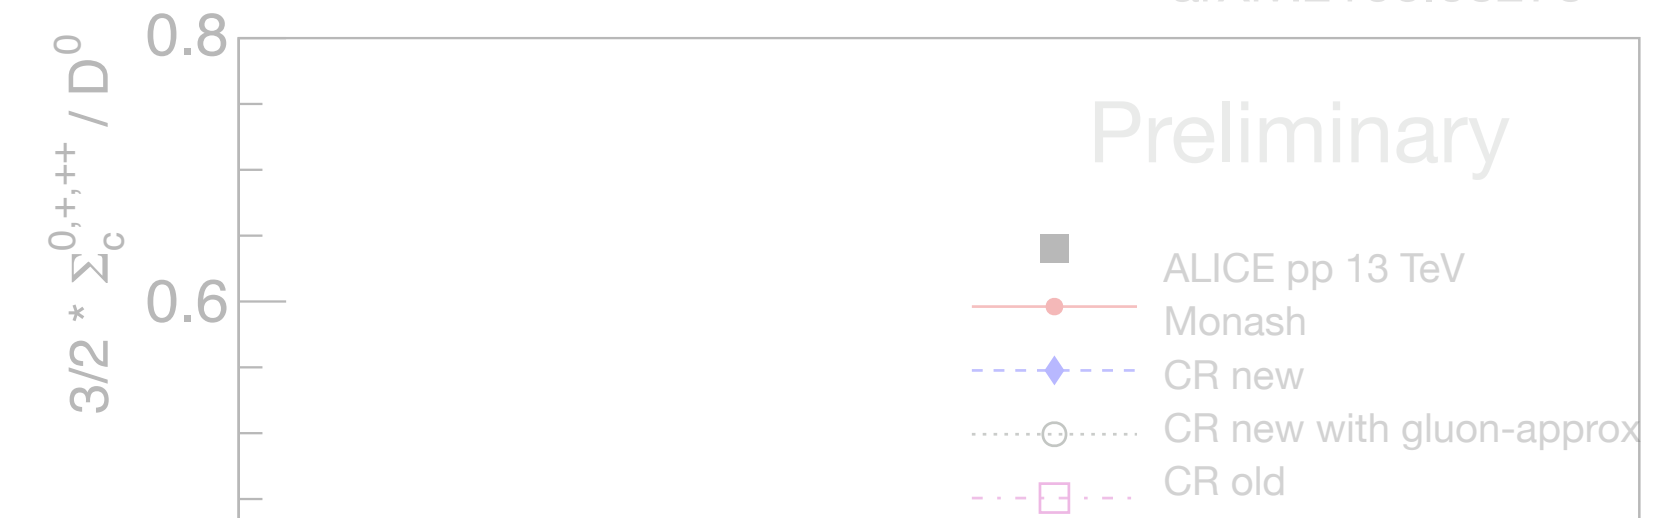 0.8
3/2 * Σc0,+,++ / D0
Preliminary
0.6
ALICE pp 13 TeV
Monash
CR new
CR new with gluon-approx
CR old